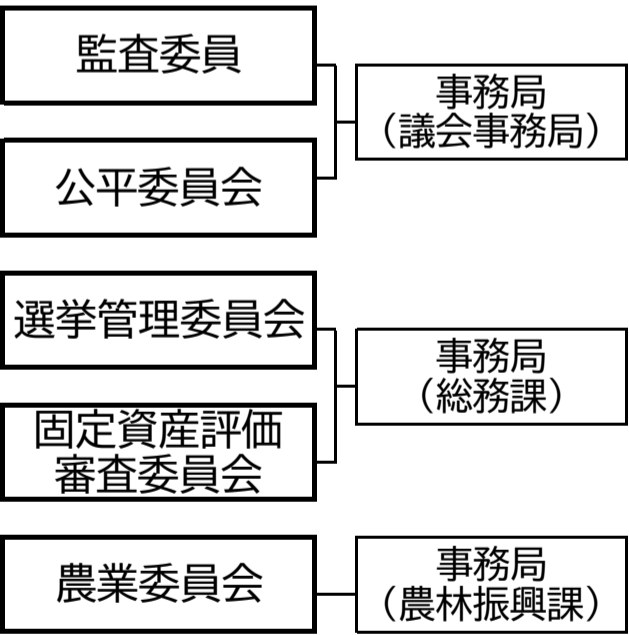 監査委員
事務局
（議会事務局）
公平委員会
選挙管理委員会
事務局
（総務課）
固定資産評価
審査委員会
農業委員会
事務局
（農林振興課）